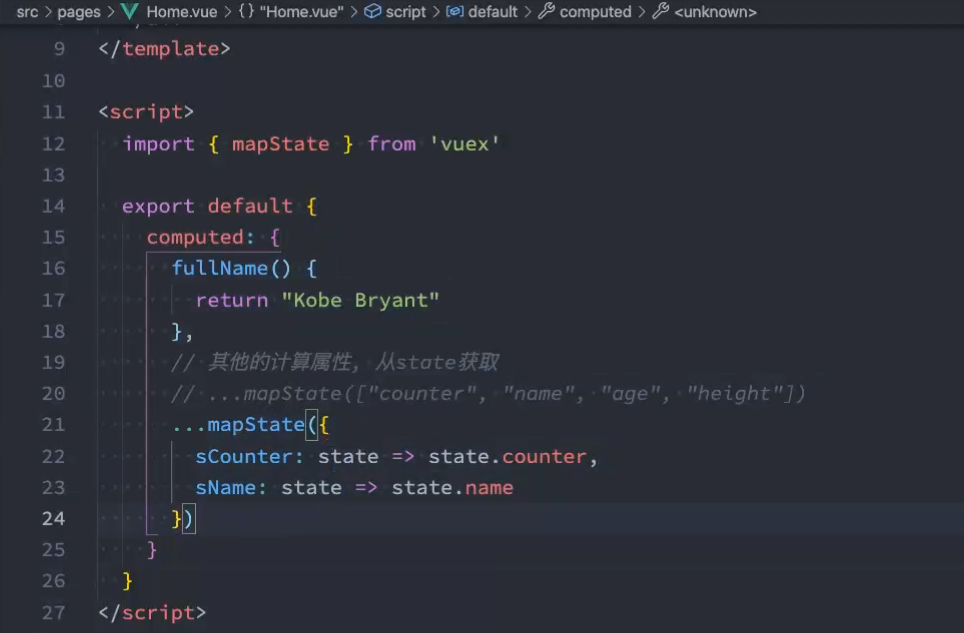 src > pages > Home.vue > {} "Home.vue" > script > default > computed > <unknown>
9 </template>
10
11 <script>
12 import { mapState } from 'vuex'
13
14 export default {
15 computed: {
16 fullName() {
17 return "Kobe Bryant"
18 },
19 // 其他的计算属性, 从state获取
20 // ...mapState(["counter", "name", "age", "height"])
21 ...mapState({
22 sCounter: state => state.counter,
23 sName: state => state.name
24 })
25 }
26 }
27 </script>